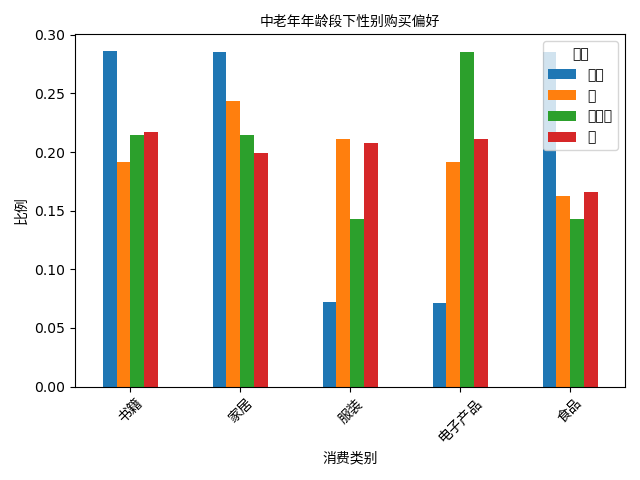 中老年年龄段下性别购买偏好
0.30
0.25
0.20
0.15
0.10
0.05
0.00
比例
书籍
家居
服装
电子产品
食品
消费类别